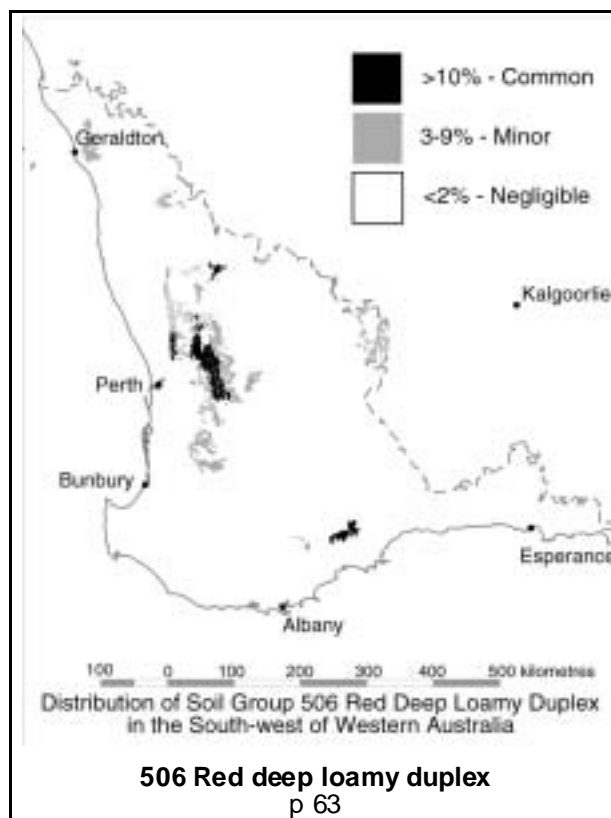 >10% - Common
Geraldton
3-9% - Minor
<2% - Negligible
Kalgoorlie
Perth
Bunbury
Esperance
Albany
100 0 100 200 300 400 500 kilometres
Distribution of Soil Group 506 Red Deep Loamy Duplex
in the South-west of Western Australia
506 Red deep loamy duplex
p 63